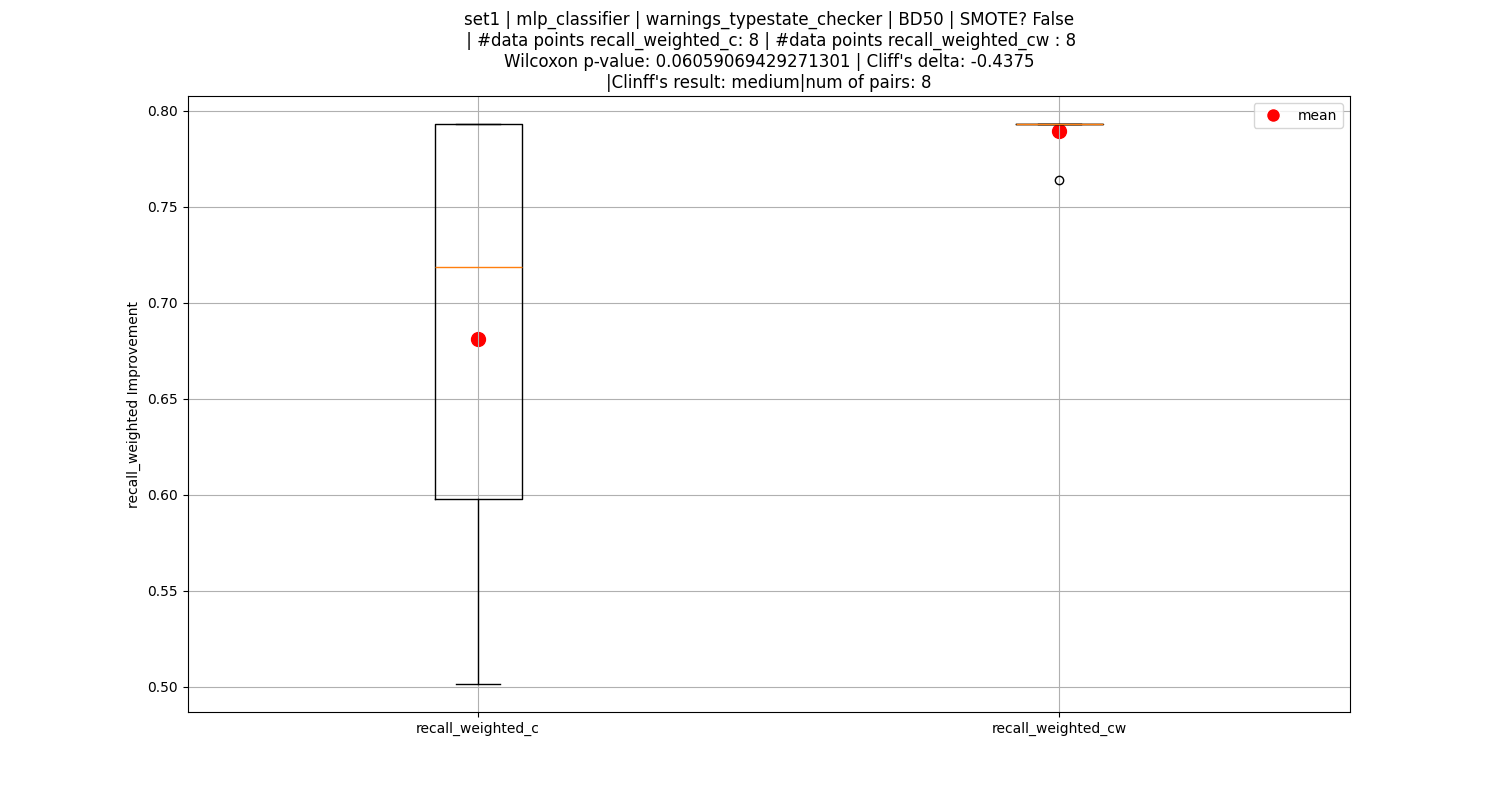 set1 | mlp_classifier | warnings_typestate_checker | BD50 | SMOTE? False
| #data points recall_weighted_c: 8 | #data points recall_weighted_cw : 8
Wilcoxon p-value: 0.06059069429271301 | Cliff's delta: -0.4375
|Clinff's result: medium|num of pairs: 8
mean
recall_weighted Improvement
0.80
0.75
0.70
0.65
0.60
0.55
0.50
recall_weighted_c
recall_weighted_cw